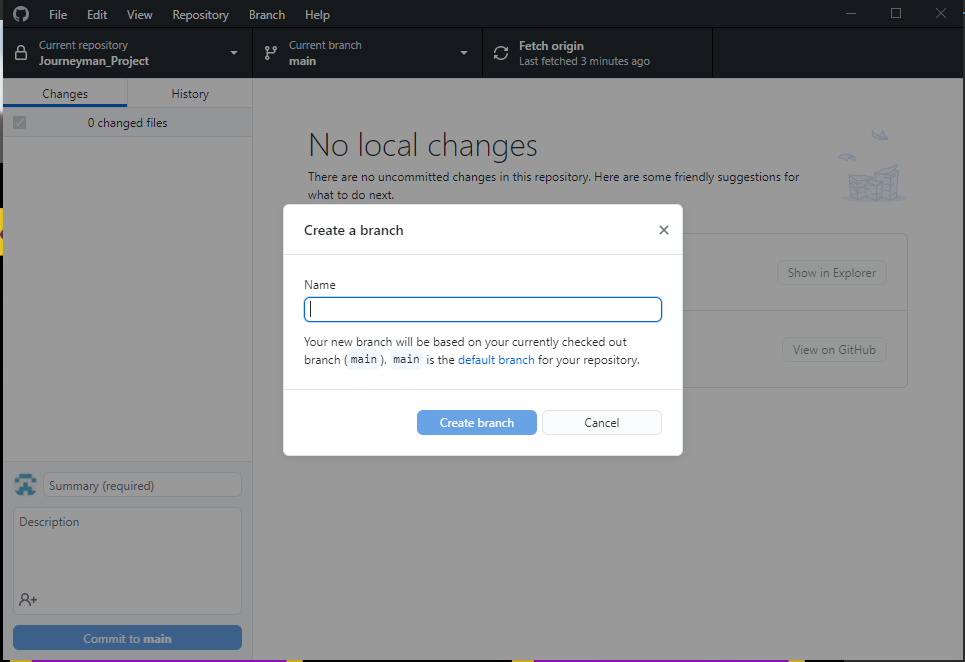 File Edit View Repository Branch Help
Current repository
Journeyman_Project
Current branch
main
Fetch origin
Last fetched 3 minutes ago
Changes History
0 changed files
No local changes
There are no uncommitted changes in this repository. Here are some friendly suggestions for
what to do next.
Show in Explorer
View on GitHub
Create a branch
Name
Your new branch will be based on your currently checked out
branch (main). main is the default branch for your repository.
Create branch Cancel
Summary (required)
Description
Commit to main